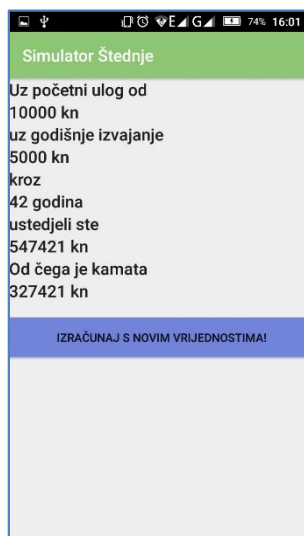 E G 74% 16:01
Simulator Štednje
Uz početni ulog od
10000 kn
uz godišnje izvajanje
5000 kn
kroz
42 godina
ustedjeli ste
547421 kn
Od čega je kamata
327421 kn
IZRAČUNAJ S NOVIM VRIJEDNOSTIMA!